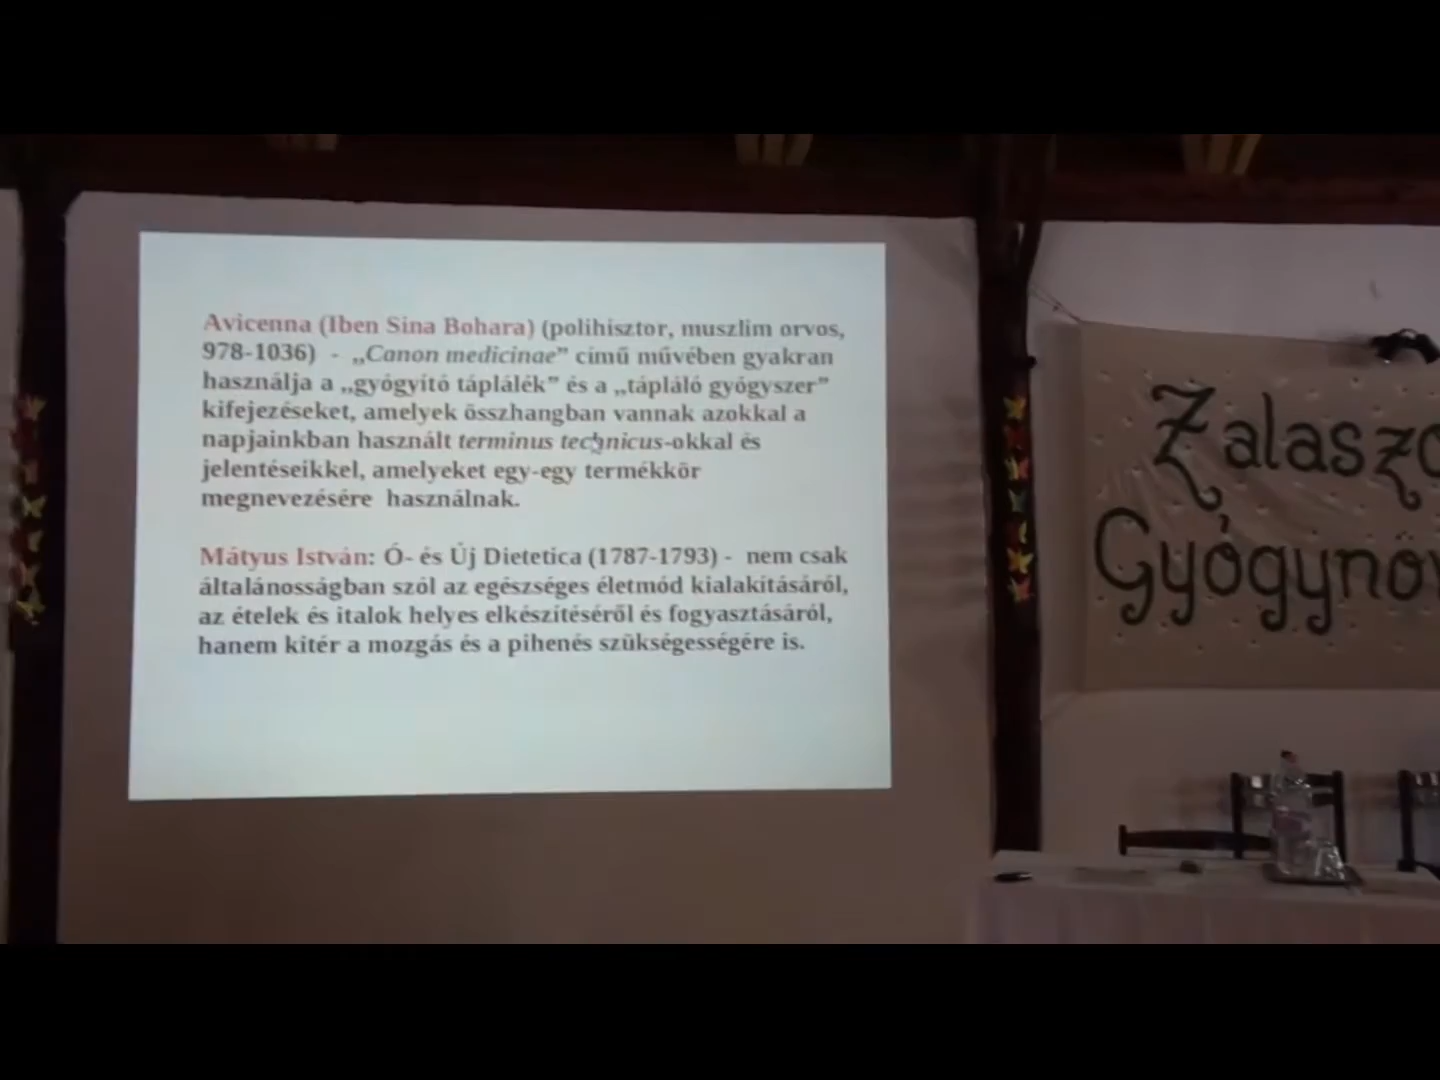 Avicenna (Iben Sina Bohara) (polihisztor, muszlim orvos,
978-1036) - „Canon medicinae” című művében gyakran
használja a „gyógyító táplálék” és a „tápláló gyógyszer”
kifejezéseket, amelyek összhangban vannak azokkal a
napjainkban használt terminus technicus-okkal és
jelentéseikkel, amelyeket egy-egy termékkör
megnevezésére használnak.
Mátyus István: Ó- és Új Dietetica (1787-1793) - nem csak
általánosságban szól az egészséges életmód kialakításáról,
az ételek és italok helyes elkészítéséről és fogyasztásáról,
hanem kitér a mozgás és a pihenés szükségességére is.
Zalaszo
Gyógynöv